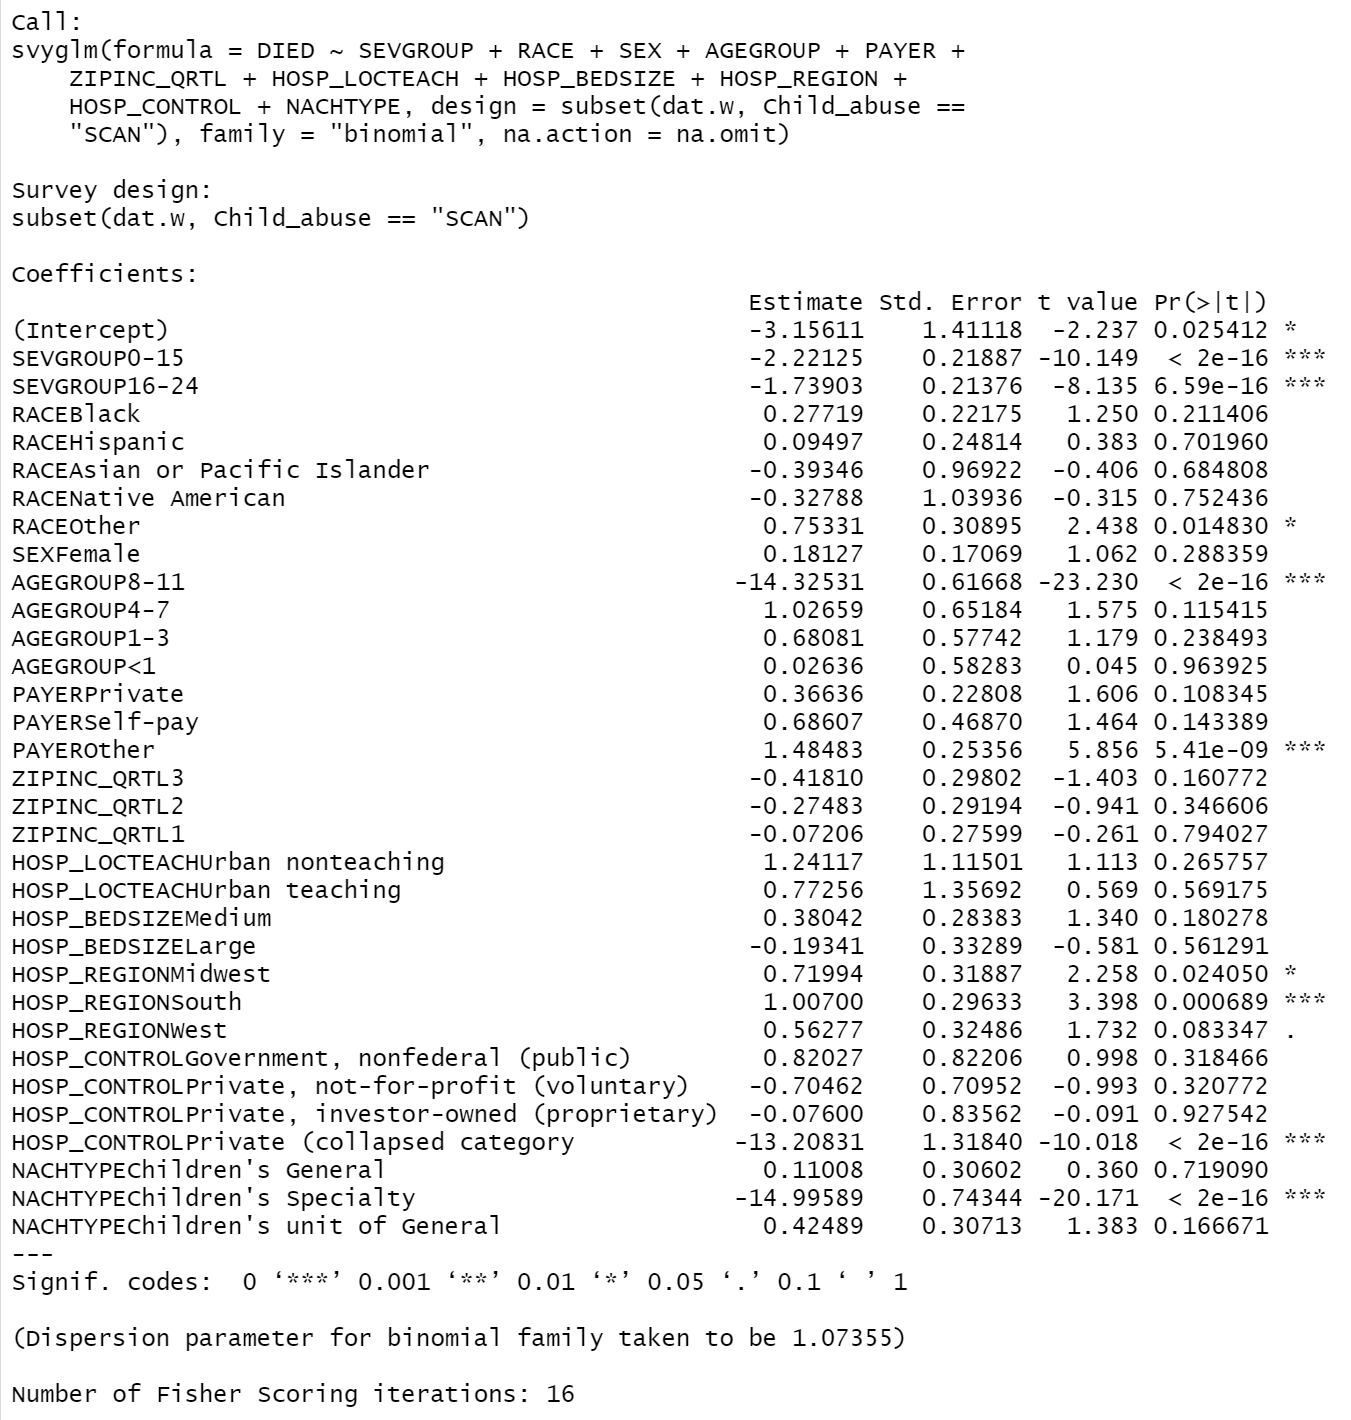 Call:
svyglm(formula = DIED ~ SEVGROUP + RACE + SEX + AGEGROUP + PAYER +
    ZIPINC_QRTL + HOSP_LOCTEACH + HOSP_BEDSIZE + HOSP_REGION +
    HOSP_CONTROL + NACHTYPE, design = subset(dat.w, Child_abuse ==
    "SCAN"), family = "binomial", na.action = na.omit)

Survey design:
subset(dat.w, Child_abuse == "SCAN")

Coefficients:
                                                   Estimate Std. Error t value Pr(>|t|)
(Intercept)                                        -3.15611    1.41118  -2.237 0.025412 *
SEVGROUP0-15                                       -2.22125    0.21887 -10.149  < 2e-16 ***
SEVGROUP16-24                                      -1.73903    0.21376  -8.135 6.59e-16 ***
RACEBlack                                           0.27719    0.22175   1.250 0.211406
RACEHispanic                                        0.09497    0.24814   0.383 0.701960
RACEAsian or Pacific Islander                      -0.39346    0.96922  -0.406 0.684808
RACENative American                                -0.32788    1.03936  -0.315 0.752436
RACEOther                                           0.75331    0.30895   2.438 0.014830 *
SEXFemale                                           0.18127    0.17069   1.062 0.288359
AGEGROUP8-11                                      -14.32531    0.61668 -23.230  < 2e-16 ***
AGEGROUP4-7                                         1.02659    0.65184   1.575 0.115415
AGEGROUP1-3                                         0.68081    0.57742   1.179 0.238493
AGEGROUP<1                                          0.02636    0.58283   0.045 0.963925
PAYERPrivate                                        0.36636    0.22808   1.606 0.108345
PAYERSelf-pay                                       0.68607    0.46870   1.464 0.143389
PAYEROther                                          1.48483    0.25356   5.856 5.41e-09 ***
ZIPINC_QRTL3                                       -0.41810    0.29802  -1.403 0.160772
ZIPINC_QRTL2                                       -0.27483    0.29194  -0.941 0.346606
ZIPINC_QRTL1                                       -0.07206    0.27599  -0.261 0.794027
HOSP_LOCTEACHUrban nonteaching                      1.24117    1.11501   1.113 0.265757
HOSP_LOCTEACHUrban teaching                         0.77256    1.35692   0.569 0.569175
HOSP_BEDSIZEMedium                                  0.38042    0.28383   1.340 0.180278
HOSP_BEDSIZELarge                                  -0.19341    0.33289  -0.581 0.561291
HOSP_REGIONMidwest                                  0.71994    0.31887   2.258 0.024050 *
HOSP_REGIONSouth                                    1.00700    0.29633   3.398 0.000689 ***
HOSP_REGIONWest                                     0.56277    0.32486   1.732 0.083347 .
HOSP_CONTROLGovernment, nonfederal (public)         0.82027    0.82206   0.998 0.318466
HOSP_CONTROLPrivate, not-for-profit (voluntary)    -0.70462    0.70952  -0.993 0.320772
HOSP_CONTROLPrivate, investor-owned (proprietary)  -0.07600    0.83562  -0.091 0.927542
HOSP_CONTROLPrivate (collapsed category           -13.20831    1.31840 -10.018  < 2e-16 ***
NACHTYPEChildren's General                          0.11008    0.30602   0.360 0.719090
NACHTYPEChildren's Specialty                      -14.99589    0.74344 -20.171  < 2e-16 ***
NACHTYPEChildren's unit of General                  0.42489    0.30713   1.383 0.166671
---
Signif. codes:  0 ‘***’ 0.001 ‘**’ 0.01 ‘*’ 0.05 ‘.’ 0.1 ‘ ’ 1

(Dispersion parameter for binomial family taken to be 1.07355)

Number of Fisher Scoring iterations: 16